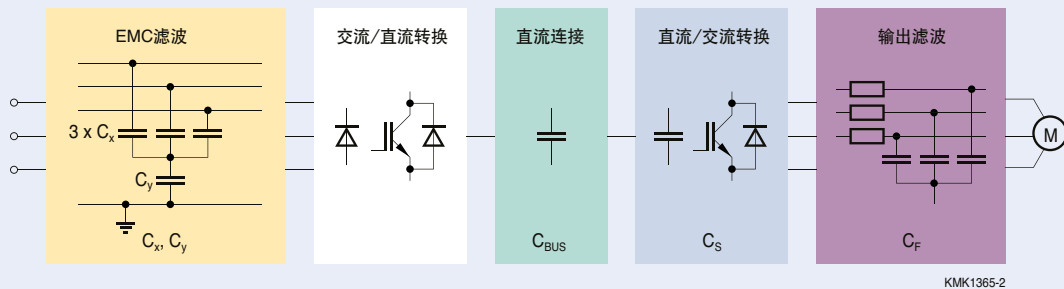 EMC滤波
交流/直流转换
直流连接
直流/交流转换
输出滤波
3 x Cx
Cy
M
Cx, Cy
CBUS
CS
CF
KMK1365-2